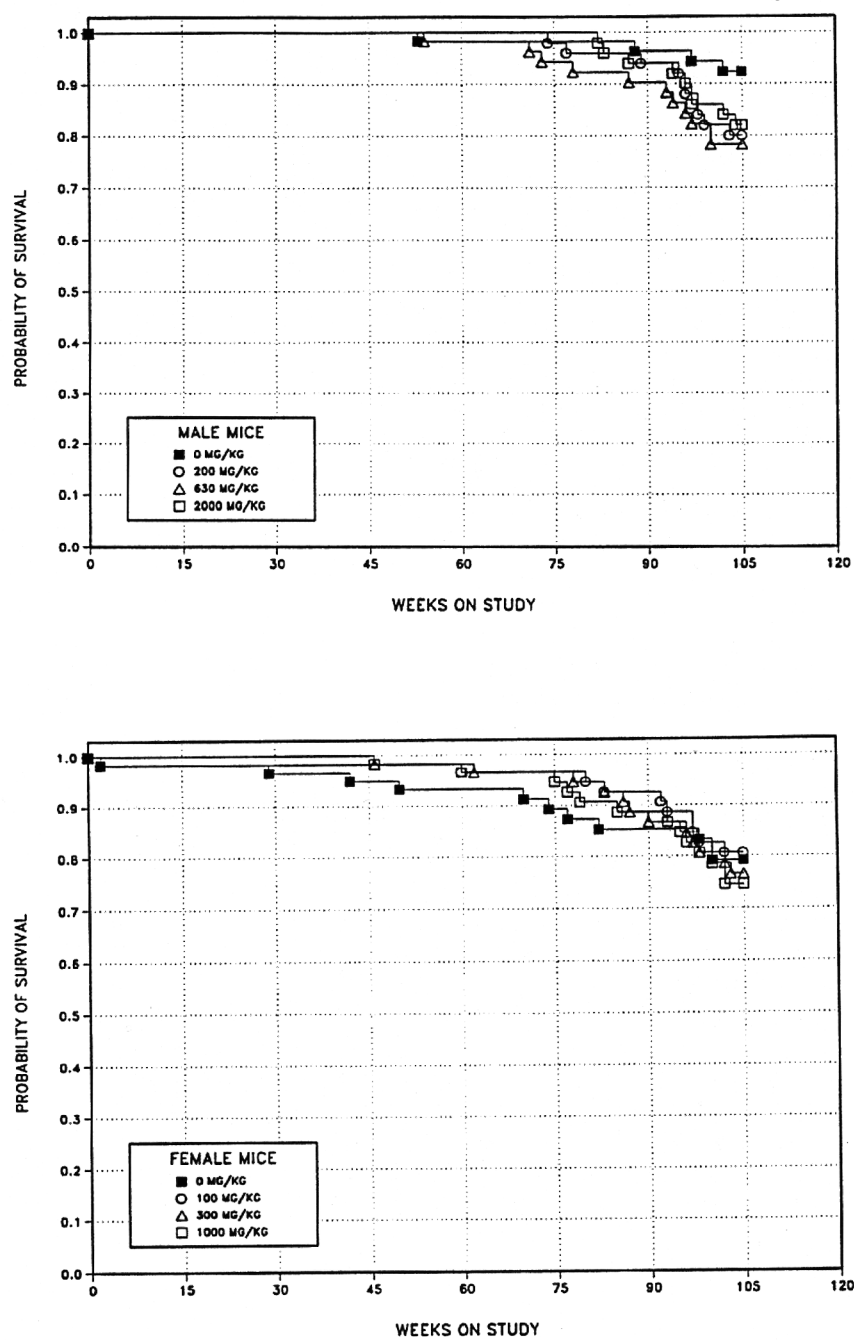 PROBABILITY OF SURVIVAL
1.0
0.9
0.8
0.7
0.6
0.5
0.4
0.3
0.2
0.1
0.0
MALE MICE
0 MG/KG
200 MG/KG
630 MG/KG
2000 MG/KG
0 15 30 45 60 75 90 105 120
WEEKS ON STUDY
PROBABILITY OF SURVIVAL
1.0
0.9
0.8
0.7
0.6
0.5
0.4
0.3
0.2
0.1
0.0
FEMALE MICE
0 MG/KG
100 MG/KG
300 MG/KG
1000 MG/KG
0 15 30 45 60 75 90 105 120
WEEKS ON STUDY